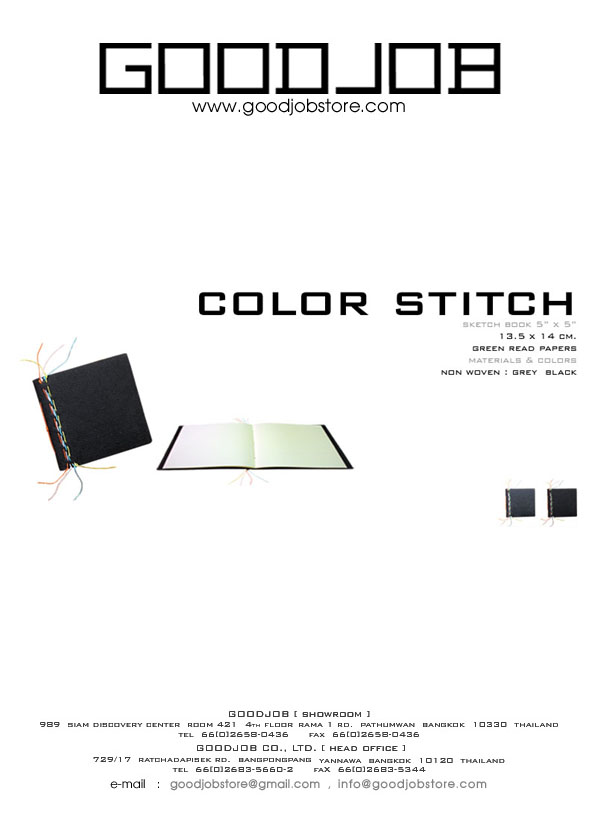 GOODJOB
www.goodjobstore.com
COLOR STITCH
SKETCH BOOK 5" X 5"
13.5 X 14 CM.
GREEN READ PAPERS
MATERIALS & COLORS
NON WOVEN : GREY BLACK
GOODJOB [ SHOWROOM ]
989 SIAM DISCOVERY CENTER ROOM 421 4TH FLOOR RAMA 1 RD. PATHUMWAN BANGKOK 10330 THAILAND
TEL 66(0)2658-0436 FAX 66(0)2658-0436
GOODJOB CO., LTD. [ HEAD OFFICE ]
729/17 RATCHADAPISEK RD. BANGPONGPANG YANNAWA BANGKOK 10120 THAILAND
TEL 66(0)2683-5660-2 FAX 66(0)2683-5344
e-mail : goodjobstore@gmail.com , info@goodjobstore.com